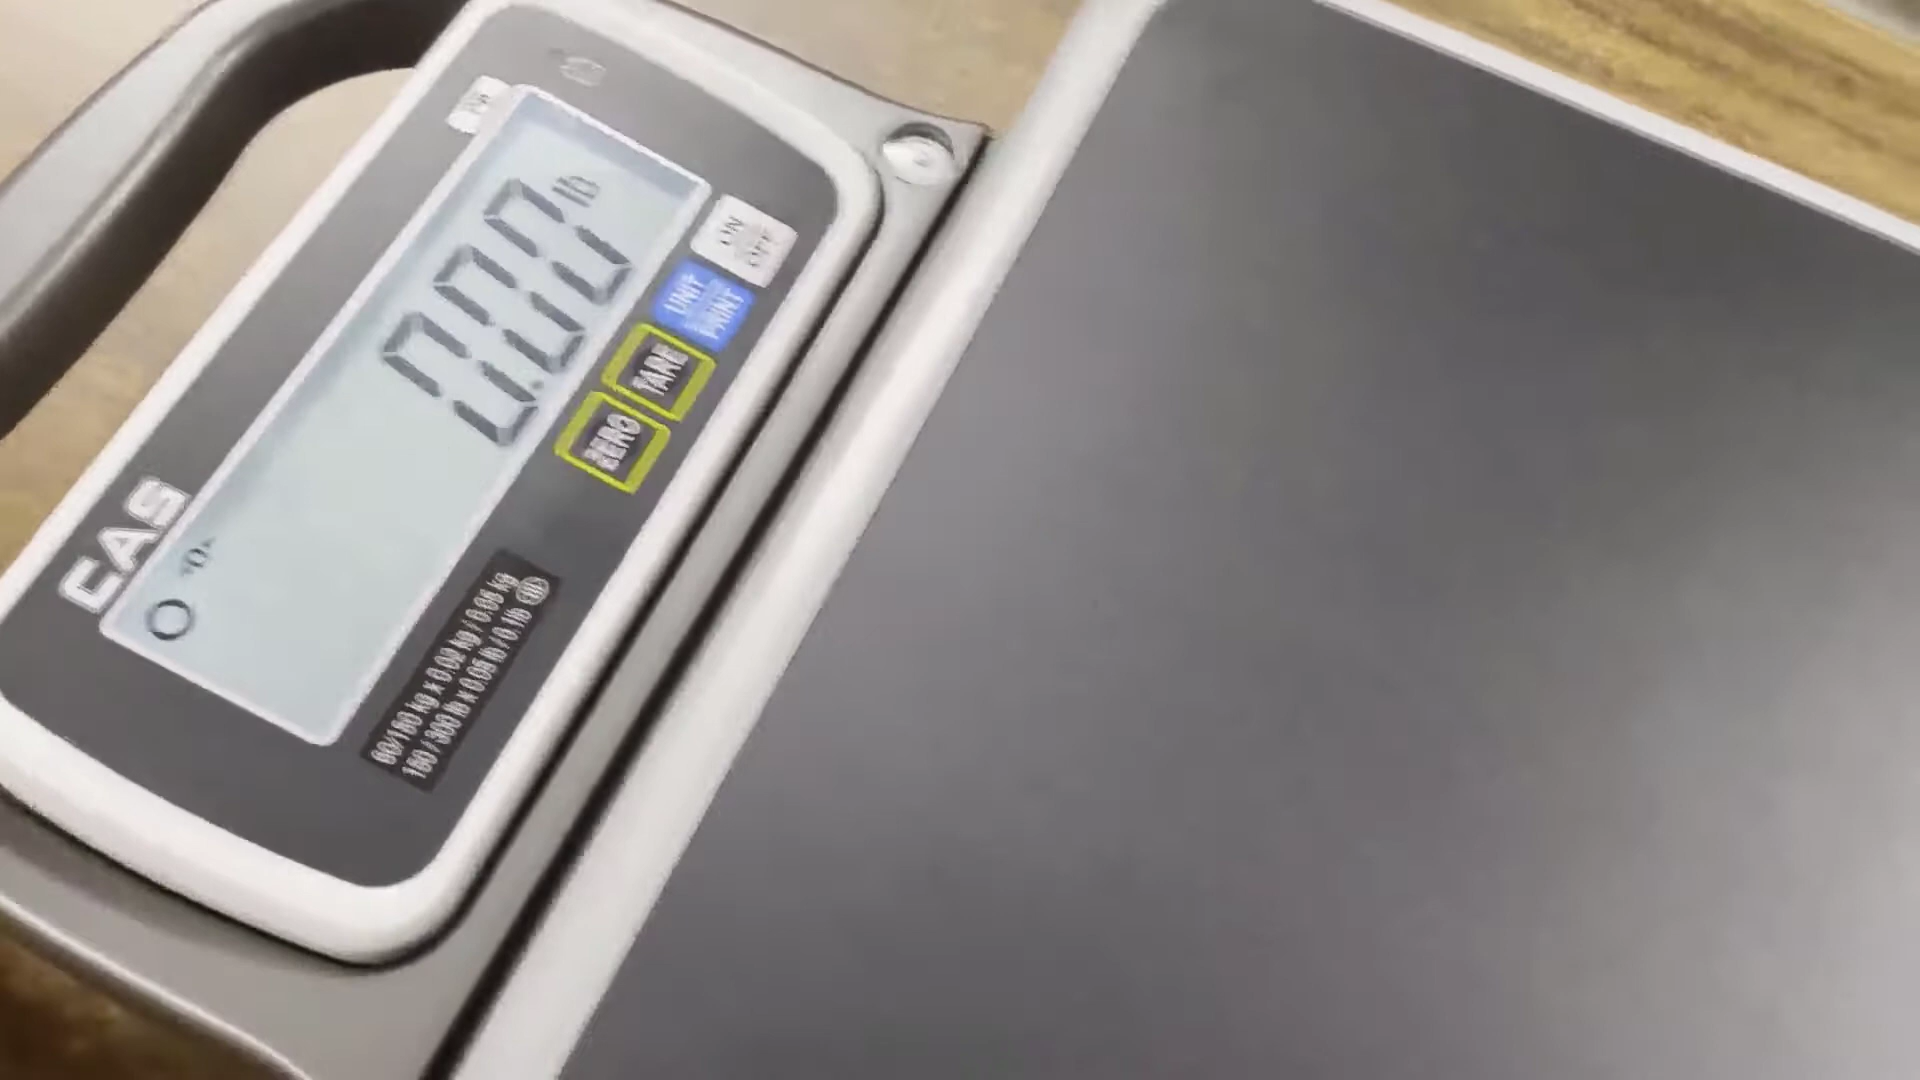 CAS
0.00 lb
ZERO
TARE
UNIT
PRINT
ON
OFF
60/150 kg x 0.02 kg / 0.05 kg
150 / 300 lb x 0.05 lb / 0.1 lb